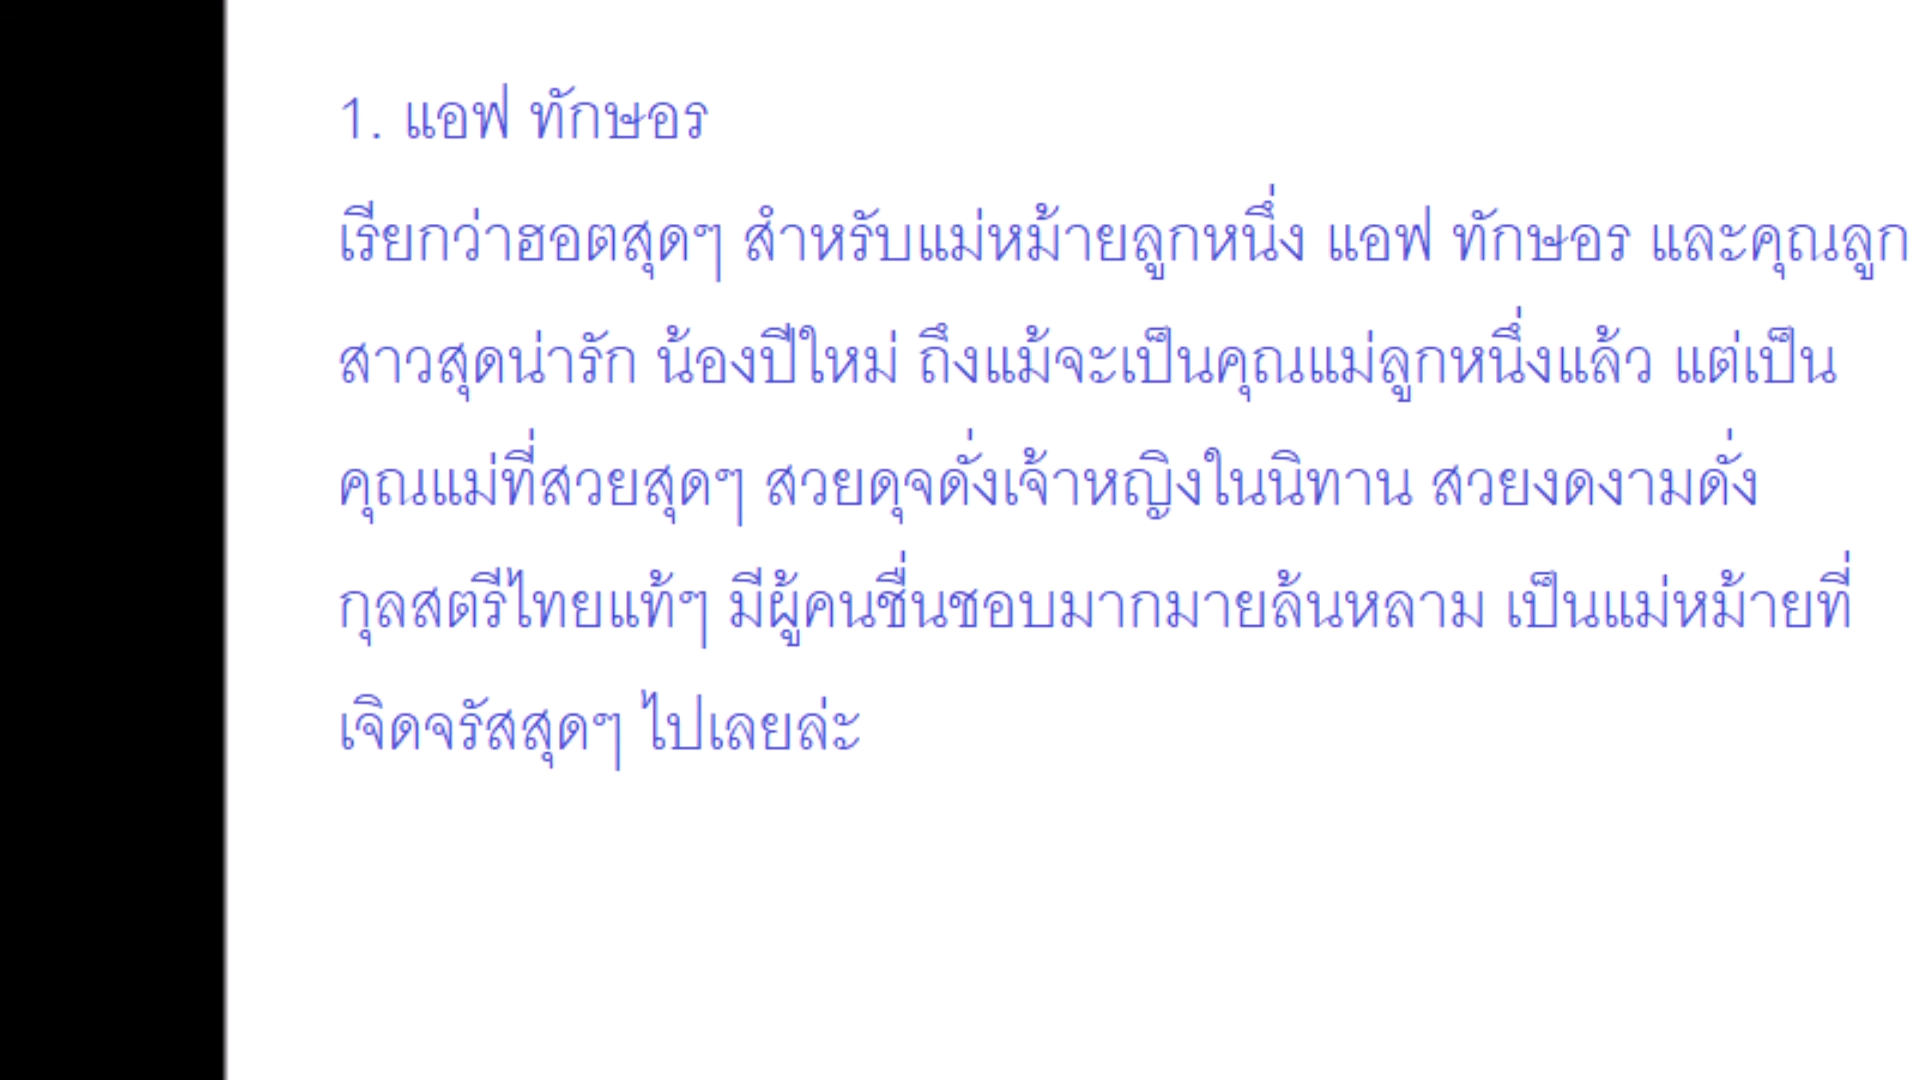 1. แอฟ ทักษอร
เรียกว่าฮอตสุดๆ สำหรับแม่หม้ายลูกหนึ่ง แอฟ ทักษอร และคุณลูก
สาวสุดน่ารัก น้องปีใหม่ ถึงแม้จะเป็นคุณแม่ลูกหนึ่งแล้ว แต่เป็น
คุณแม่ที่สวยสุดๆ สวยดุจดั่งเจ้าหญิงในนิทาน สวยงดงามดั่ง
กุลสตรีไทยแท้ๆ มีผู้คนชื่นชอบมากมายล้นหลาม เป็นแม่หม้ายที่
เจิดจรัสสุดๆ ไปเลยล่ะ